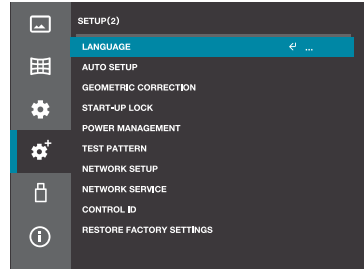 SETUP(2)
LANGUAGE ...
AUTO SETUP
GEOMETRIC CORRECTION
START-UP LOCK
POWER MANAGEMENT
TEST PATTERN
NETWORK SETUP
NETWORK SERVICE
CONTROL ID
RESTORE FACTORY SETTINGS